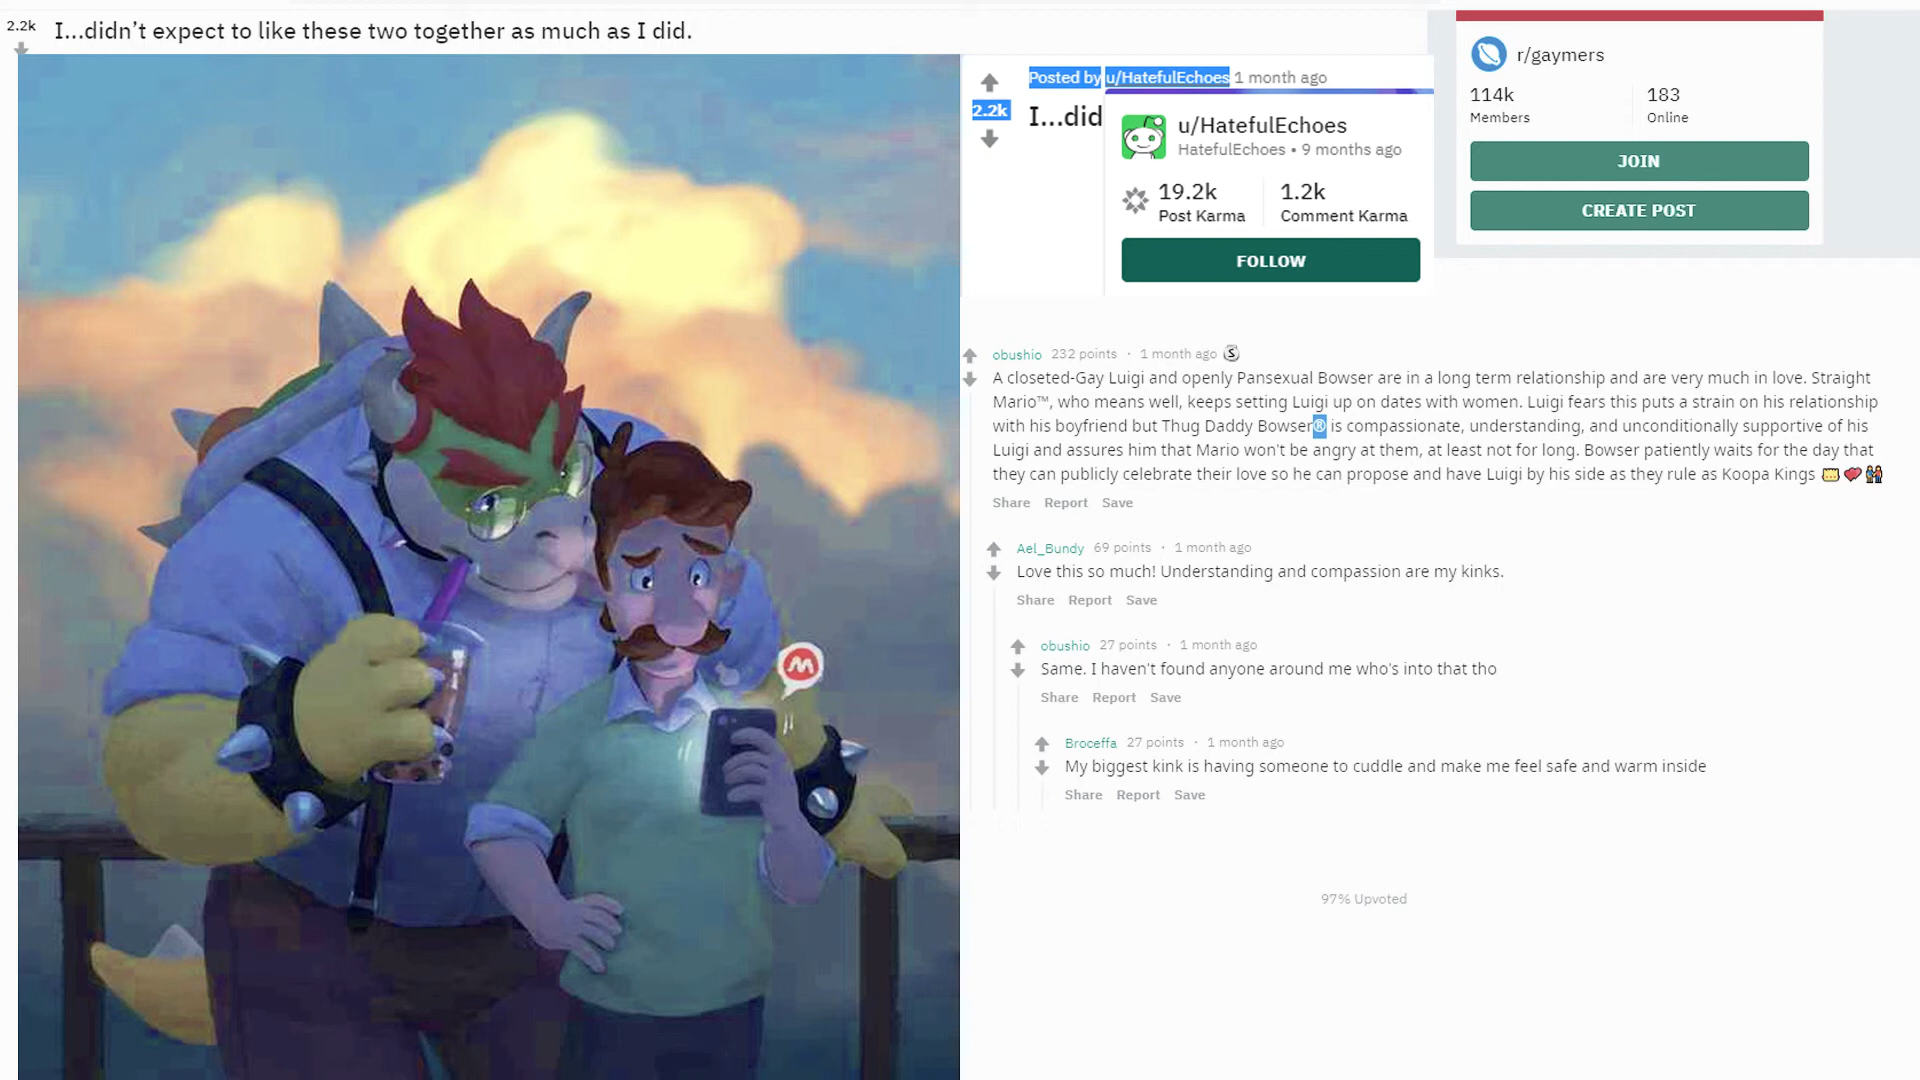 2.2k
I...didn't expect to like these two together as much as I did.
M
Posted by u/HatefulEchoes 1 month ago
2.2k
I...did
u/HatefulEchoes
HatefulEchoes • 9 months ago
19.2k
Post Karma
1.2k
Comment Karma
FOLLOW
r/gaymers
114k
Members
183
Online
JOIN
CREATE POST
obushio 232 points · 1 month ago S
A closeted-Gay Luigi and openly Pansexual Bowser are in a long term relationship and are very much in love. Straight
Mario™, who means well, keeps setting Luigi up on dates with women. Luigi fears this puts a strain on his relationship
with his boyfriend but Thug Daddy Bowser® is compassionate, understanding, and unconditionally supportive of his
Luigi and assures him that Mario won't be angry at them, at least not for long. Bowser patiently waits for the day that
they can publicly celebrate their love so he can propose and have Luigi by his side as they rule as Koopa Kings
Share Report Save
Ael_Bundy 69 points · 1 month ago
Love this so much! Understanding and compassion are my kinks.
Share Report Save
obushio 27 points · 1 month ago
Same. I haven't found anyone around me who's into that tho
Share Report Save
Broceffa 27 points · 1 month ago
My biggest kink is having someone to cuddle and make me feel safe and warm inside
Share Report Save
97% Upvoted